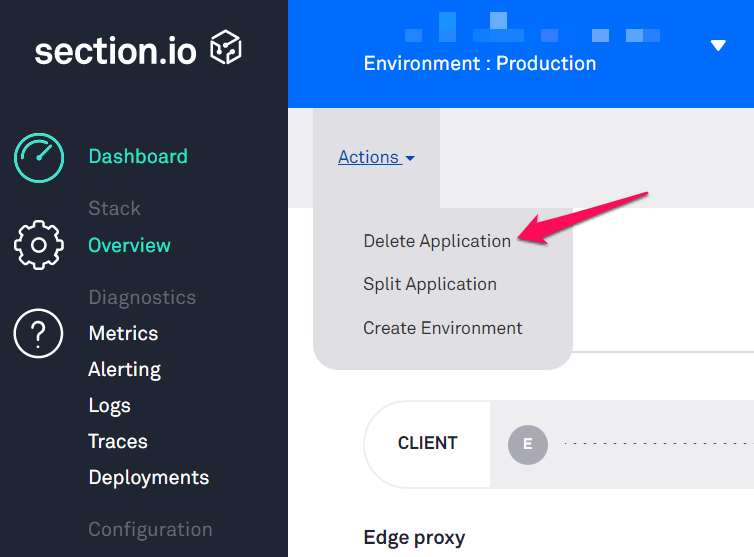 section.io
Environment : Production
Dashboard
Stack
Overview
Diagnostics
Metrics
Alerting
Logs
Traces
Deployments
Configuration
Actions
Delete Application
Split Application
Create Environment
CLIENT
E
Edge proxy